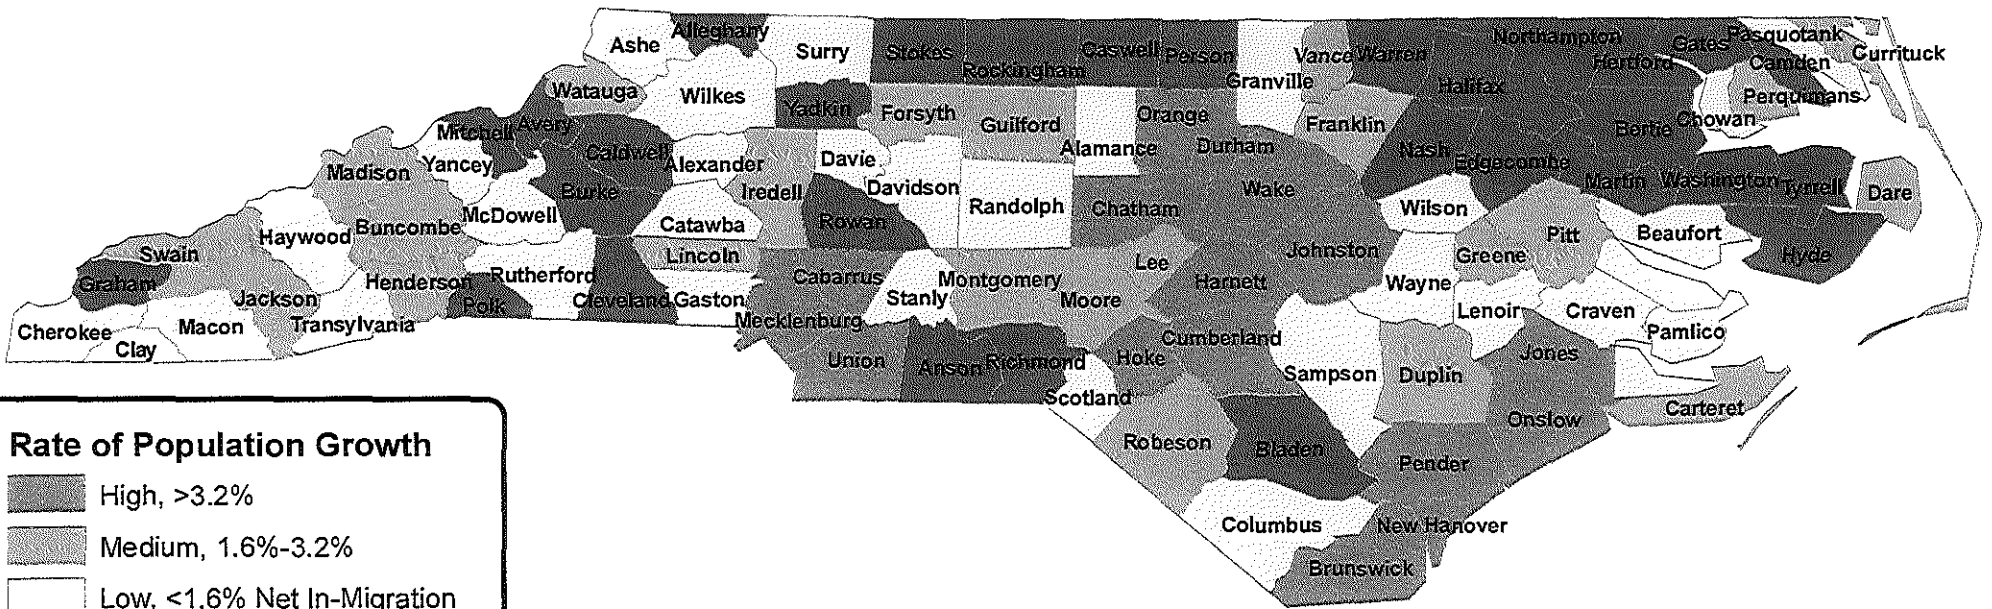 Alleghany
Ashe
Surry
Stokes
Rockingham
Caswell
Person
Granville
Vance
Warren
Northampton
Halifax
Hertford
Gates
Pasquotank
Camden
Currituck
Perquimans
Chowan
Bertie
Watauga
Wilkes
Yadkin
Forsyth
Guilford
Alamance
Orange
Durham
Franklin
Nash
Edgecombe
Martin
Washington
Tyrrell
Dare
Mitchell
Avery
Caldwell
Alexander
Davie
Iredell
Davidson
Randolph
Chatham
Wake
Wilson
Madison
Yancey
Burke
McDowell
Catawba
Rowan
Buncombe
Haywood
Swain
Graham
Henderson
Rutherford
Lincoln
Cabarrus
Montgomery
Lee
Harnett
Johnston
Greene
Pitt
Beaufort
Hyde
Jackson
Polk
Cleveland
Gaston
Stanly
Moore
Wayne
Lenoir
Craven
Pamlico
Cherokee
Clay
Macon
Transylvania
Mecklenburg
Union
Anson
Richmond
Hoke
Cumberland
Scotland
Sampson
Duplin
Jones
Onslow
Carteret
Robeson
Bladen
Pender
Columbus
New Hanover
Brunswick
Rate of Population Growth
High, >3.2%
Medium, 1.6%-3.2%
Low, <1.6% Net In-Migration